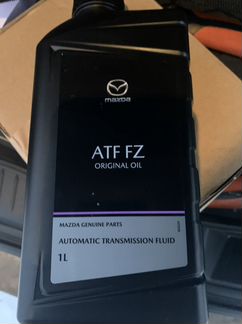 mazda
ATF FZ
ORIGINAL OIL
MAZDA GENUINE PARTS
AUTOMATIC TRANSMISSION FLUID
1L